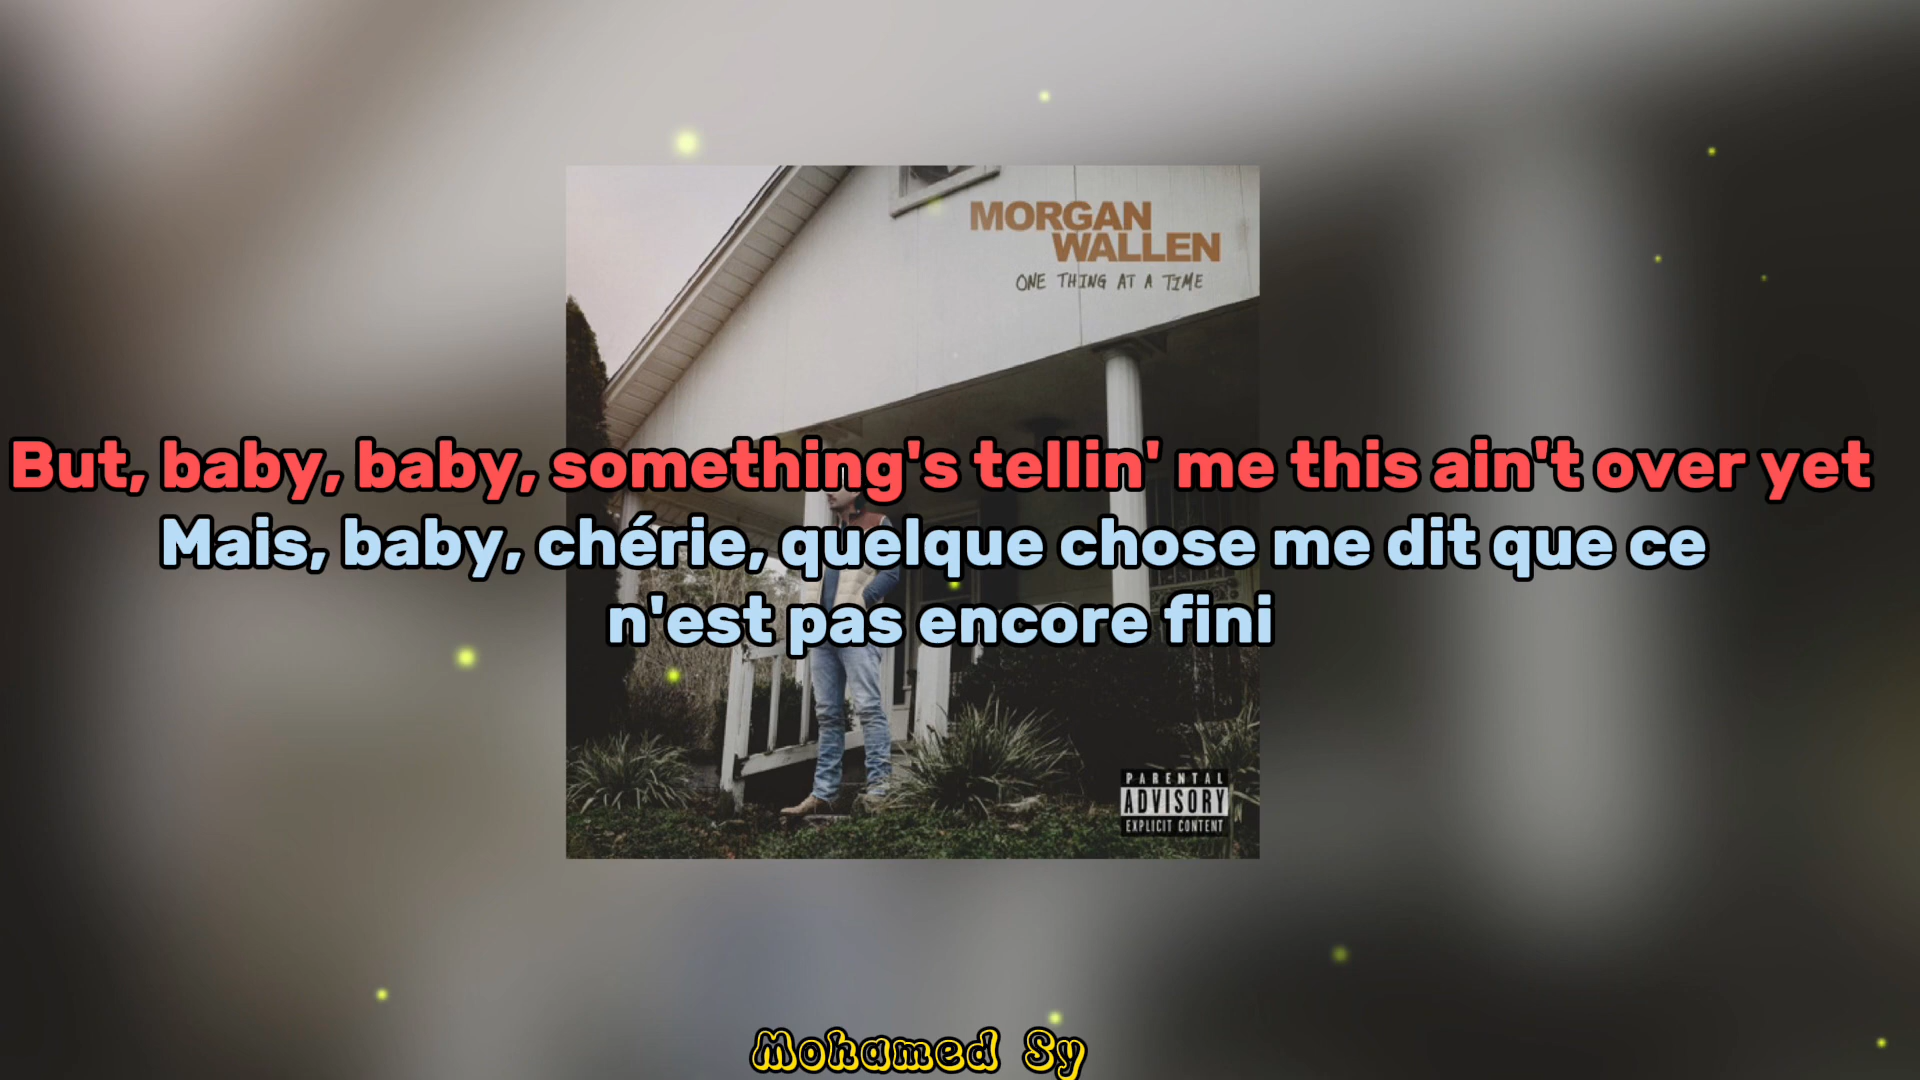 MORGAN
WALLEN
ONE THING AT A TIME
But, baby, baby, something's tellin' me this ain't over yet
Mais, baby, chérie, quelque chose me dit que ce
n'est pas encore fini
PARENTAL
ADVISORY
EXPLICIT CONTENT
Mohamed Sy